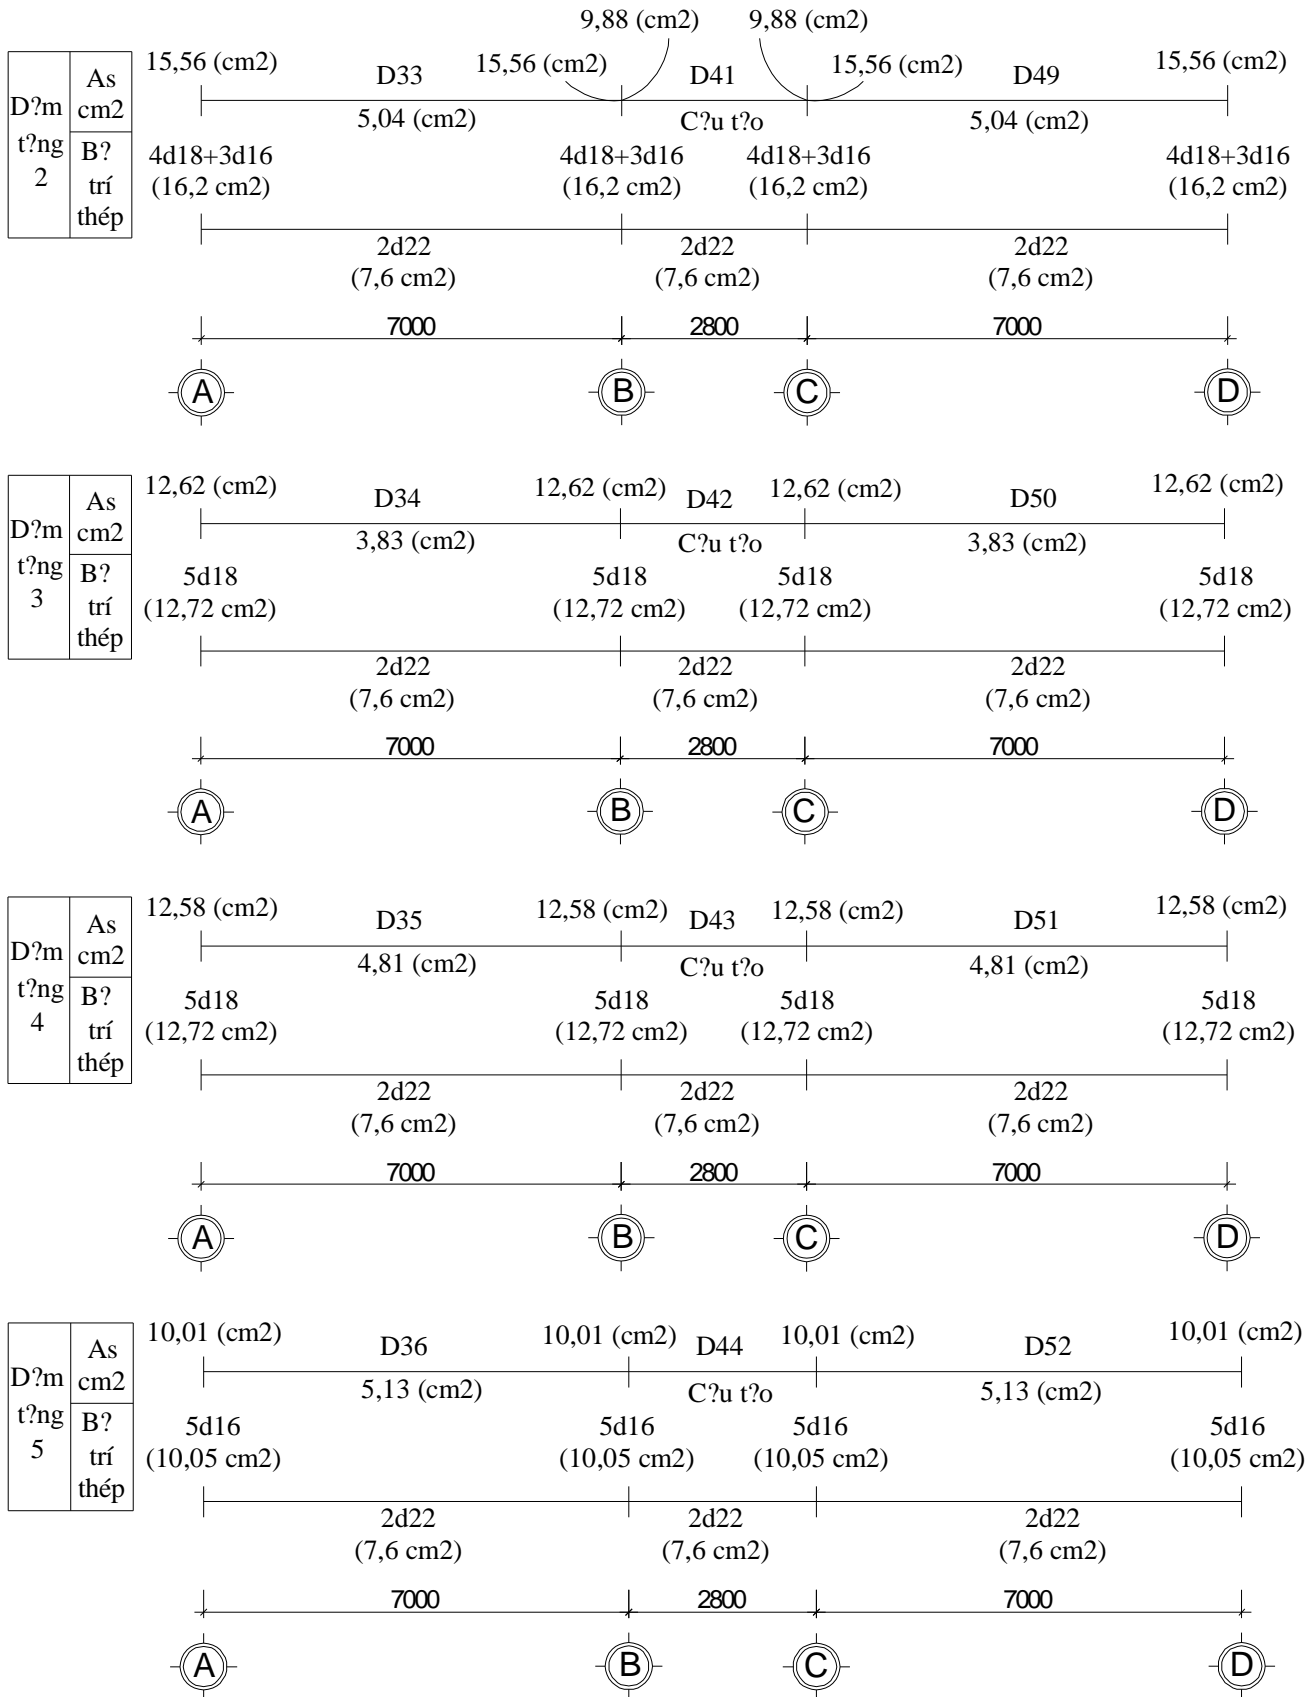 9,88 (cm2) 9,88 (cm2)
15,56 (cm2) D33 15,56 (cm2) D41 15,56 (cm2) D49 15,56 (cm2)
D?m t?ng 2
As cm2
B? trí thép
5,04 (cm2) C?u t?o 5,04 (cm2)
4d18+3d16 4d18+3d16 4d18+3d16 4d18+3d16
(16,2 cm2) (16,2 cm2) (16,2 cm2) (16,2 cm2)
2d22 2d22 2d22
(7,6 cm2) (7,6 cm2) (7,6 cm2)
7000 2800 7000
A B C D
12,62 (cm2) D34 12,62 (cm2) D42 12,62 (cm2) D50 12,62 (cm2)
D?m t?ng 3
As cm2
B? trí thép
3,83 (cm2) C?u t?o 3,83 (cm2)
5d18 5d18 5d18 5d18
(12,72 cm2) (12,72 cm2) (12,72 cm2) (12,72 cm2)
2d22 2d22 2d22
(7,6 cm2) (7,6 cm2) (7,6 cm2)
7000 2800 7000
A B C D
12,58 (cm2) D35 12,58 (cm2) D43 12,58 (cm2) D51 12,58 (cm2)
D?m t?ng 4
As cm2
B? trí thép
4,81 (cm2) C?u t?o 4,81 (cm2)
5d18 5d18 5d18 5d18
(12,72 cm2) (12,72 cm2) (12,72 cm2) (12,72 cm2)
2d22 2d22 2d22
(7,6 cm2) (7,6 cm2) (7,6 cm2)
7000 2800 7000
A B C D
10,01 (cm2) D36 10,01 (cm2) D44 10,01 (cm2) D52 10,01 (cm2)
D?m t?ng 5
As cm2
B? trí thép
5,13 (cm2) C?u t?o 5,13 (cm2)
5d16 5d16 5d16 5d16
(10,05 cm2) (10,05 cm2) (10,05 cm2) (10,05 cm2)
2d22 2d22 2d22
(7,6 cm2) (7,6 cm2) (7,6 cm2)
7000 2800 7000
A B C D